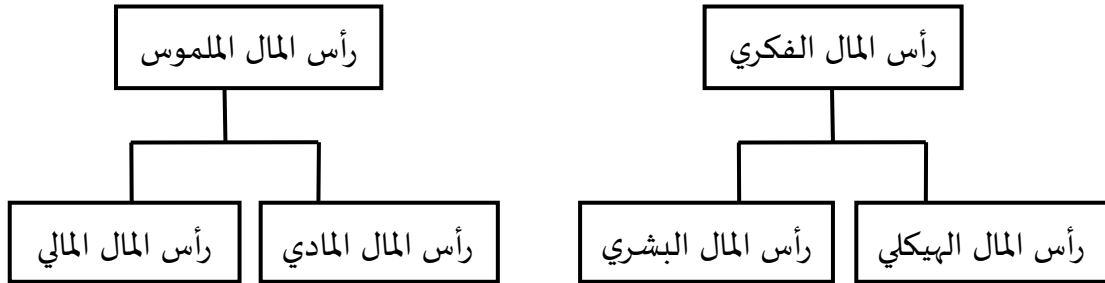 رأس المال الفكري
رأس المال الملموس
رأس المال الهيكلي
رأس المال البشري
رأس المال المادي
رأس المال المالي